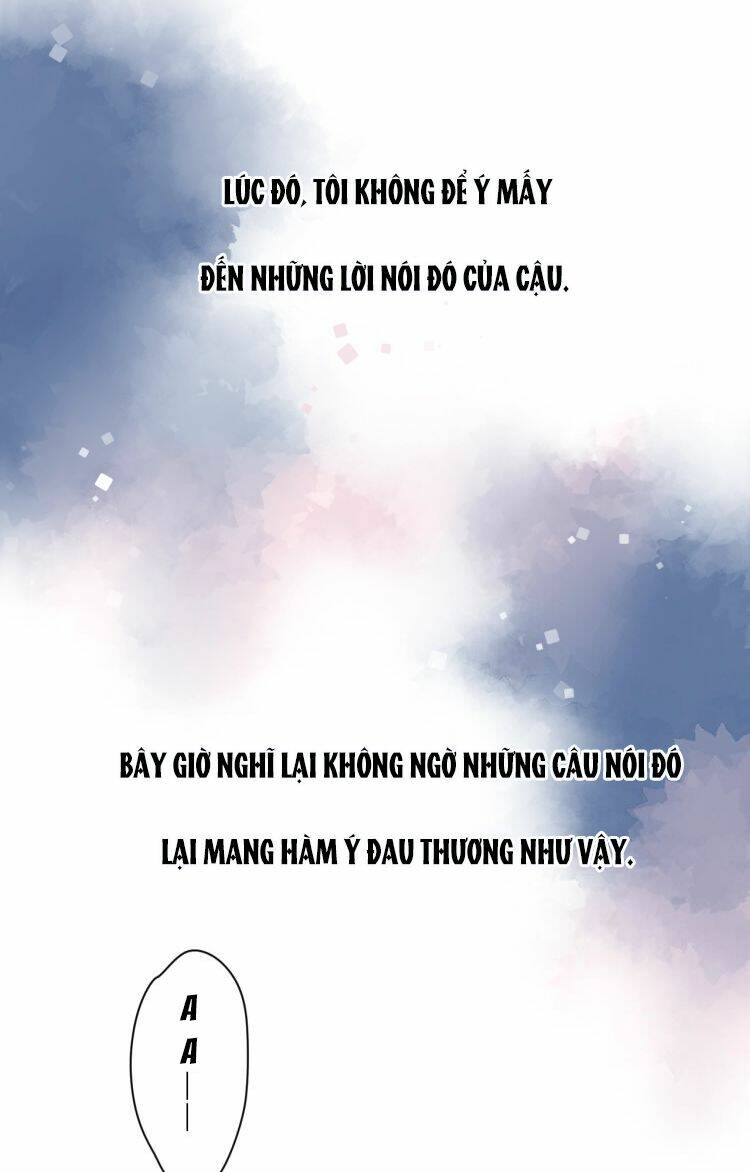 LÚC ĐÓ, TÔI KHÔNG ĐỂ Ý MẤY
ĐẾN NHỮNG LỜI NÓI ĐÓ CỦA CẬU.
BÂY GIỜ NGHĨ LẠI KHÔNG NGỜ NHỮNG CÂU NÓI ĐÓ
LẠI MANG HÀM Ý ĐAU THƯƠNG NHƯ VẬY.
A
A
—
—